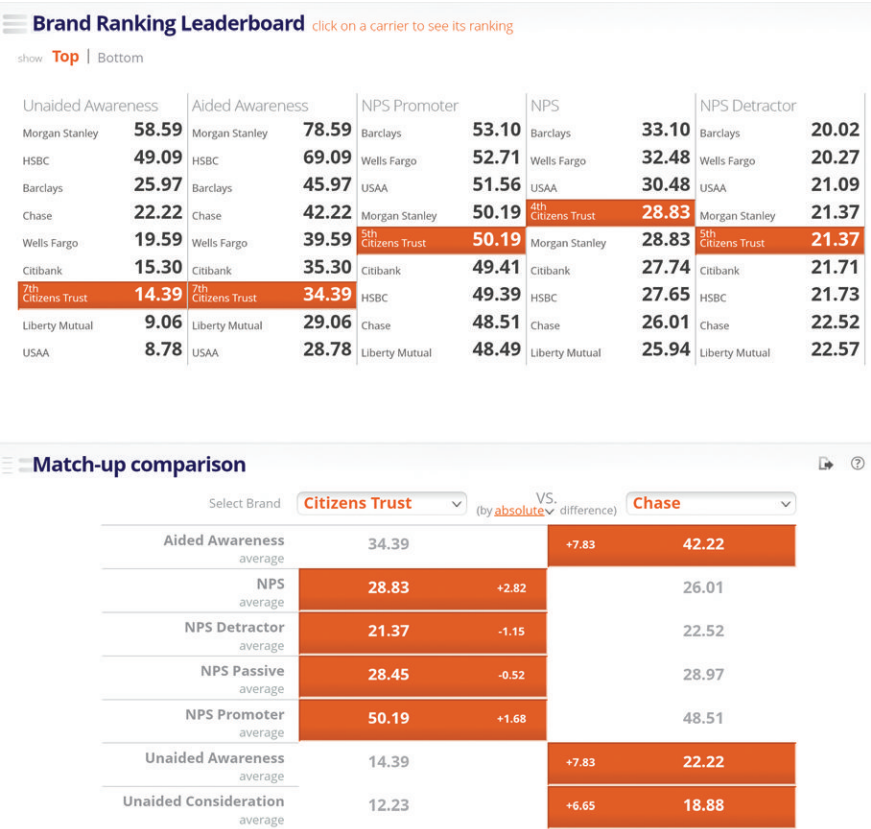 Brand Ranking Leaderboard click on a carrier to see its ranking
show Top | Bottom
Unaided Awareness Aided Awareness NPS Promoter NPS NPS Detractor
Morgan Stanley 58.59 Morgan Stanley 78.59 Barclays 53.10 Barclays 33.10 Barclays 20.02
HSBC 49.09 HSBC 69.09 Wells Fargo 52.71 Wells Fargo 32.48 Wells Fargo 20.27
Barclays 25.97 Barclays 45.97 USAA 51.56 USAA 30.48 USAA 21.09
Chase 22.22 Chase 42.22 Morgan Stanley 50.19 4th Citizens Trust 28.83 Morgan Stanley 21.37
Wells Fargo 19.59 Wells Fargo 39.59 5th Citizens Trust 50.19 Morgan Stanley 28.83 5th Citizens Trust 21.37
Citibank 15.30 Citibank 35.30 Citibank 49.41 Citibank 27.74 Citibank 21.71
7th Citizens Trust 14.39 7th Citizens Trust 34.39 HSBC 49.39 HSBC 27.65 HSBC 21.73
Liberty Mutual 9.06 Liberty Mutual 29.06 Chase 48.51 Chase 26.01 Chase 22.52
USAA 8.78 USAA 28.78 Liberty Mutual 48.49 Liberty Mutual 25.94 Liberty Mutual 22.57
Match-up comparison ?
Select Brand Citizens Trust VS. Chase
(by absolute difference)
Aided Awareness 34.39 +7.83 42.22
average
NPS 28.83 +2.82 26.01
average
NPS Detractor 21.37 -1.15 22.52
average
NPS Passive 28.45 -0.52 28.97
average
NPS Promoter 50.19 +1.68 48.51
average
Unaided Awareness 14.39 +7.83 22.22
average
Unaided Consideration 12.23 +6.65 18.88
average